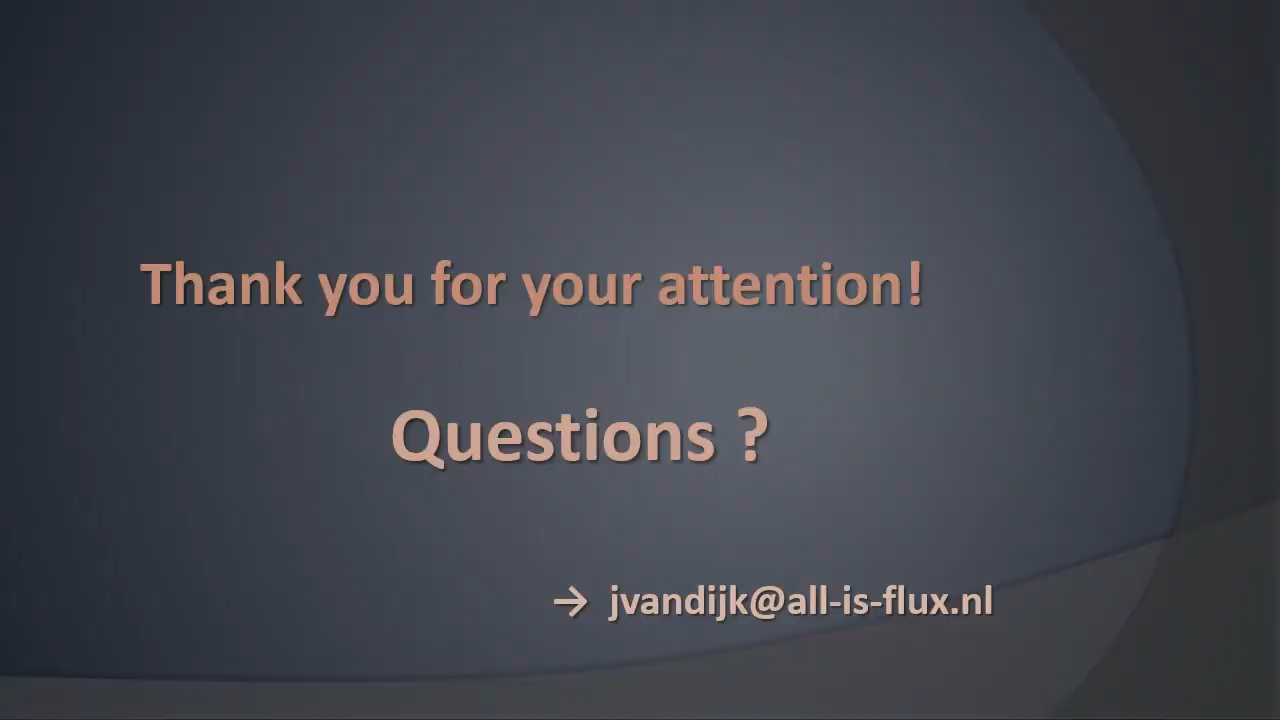 Thank you for your attention!
Questions ?
→ jvandijk@all-is-flux.nl